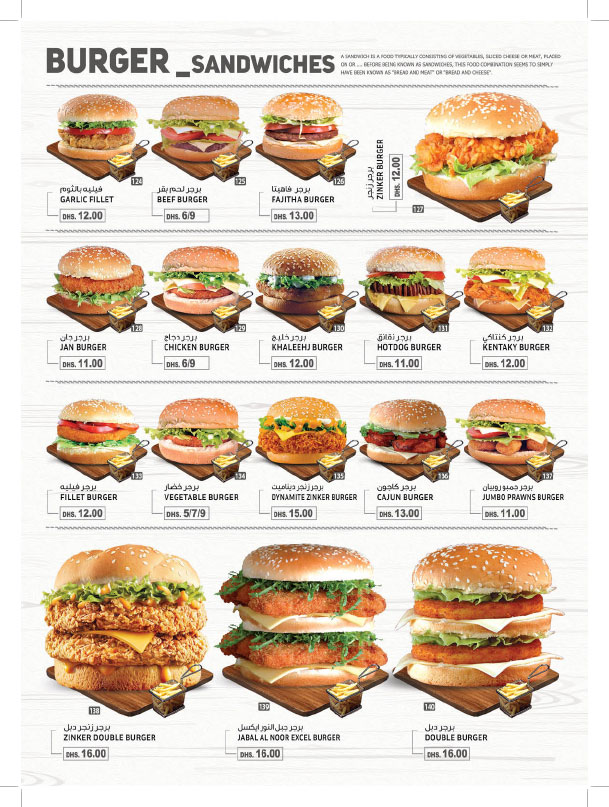 BURGER _SANDWICHES
A SANDWICH IS A FOOD TYPICALLY CONSISTING OF VEGETABLES, SLICED CHEESE OR MEAT, PLACED
ON OR .... BEFORE BEING KNOWN AS SANDWICHES, THIS FOOD COMBINATION SEEMS TO SIMPLY
HAVE BEEN KNOWN AS "BREAD AND MEAT" OR "BREAD AND CHEESE".
124
فيليه بالثوم
GARLIC FILLET
DHS. 12.00
125
برجر لحم بقر
BEEF BURGER
DHS. 6/9
126
برجر فاهيتا
FAJITHA BURGER
DHS. 13.00
127
برجر زنجر
ZINKER BURGER
DHS. 12.00
128
برجر جان
JAN BURGER
DHS. 11.00
129
برجر دجاج
CHICKEN BURGER
DHS. 6/9
130
برجر خليج
KHALEEHJ BURGER
DHS. 12.00
131
برجر نقانق
HOTDOG BURGER
DHS. 11.00
132
برجر كنتاكي
KENTAKY BURGER
DHS. 12.00
133
برجر فيليه
FILLET BURGER
DHS. 12.00
134
برجر خضار
VEGETABLE BURGER
DHS. 5/7/9
135
برجر زنجر ديناميت
DYNAMITE ZINKER BURGER
DHS. 15.00
136
برجر كاجون
CAJUN BURGER
DHS. 13.00
137
برجر جمبو روبيان
JUMBO PRAWNS BURGER
DHS. 11.00
138
برجر زنجر دبل
ZINKER DOUBLE BURGER
DHS. 16.00
139
برجر جبل النور ايكسل
JABAL AL NOOR EXCEL BURGER
DHS. 16.00
140
برجر دبل
DOUBLE BURGER
DHS. 16.00